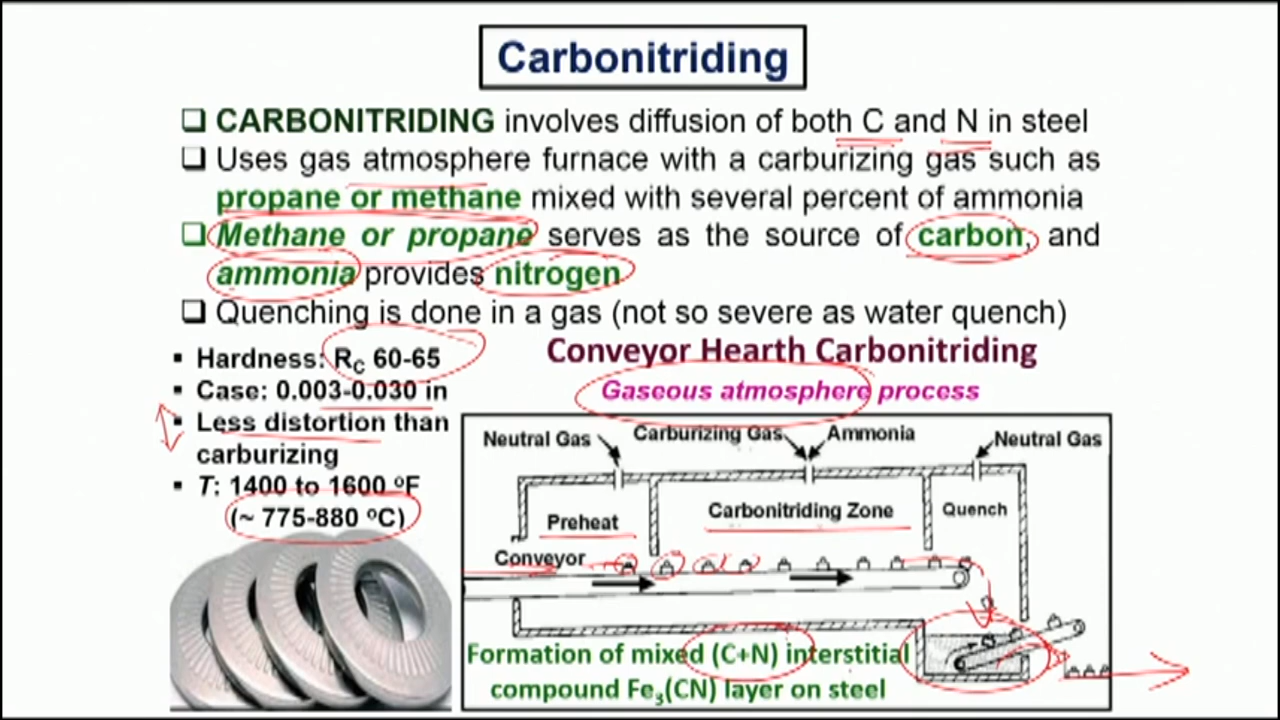 Carbonitriding
❑ CARBONITRIDING involves diffusion of both C and N in steel
❑ Uses gas atmosphere furnace with a carburizing gas such as
propane or methane mixed with several percent of ammonia
❑ Methane or propane serves as the source of carbon, and
ammonia provides nitrogen
❑ Quenching is done in a gas (not so severe as water quench)
▪ Hardness: RC 60-65
▪ Case: 0.003-0.030 in
▪ Less distortion than
carburizing
▪ T: 1400 to 1600 ºF
(~ 775-880 ºC)
Conveyor Hearth Carbonitriding
Gaseous atmosphere process
Neutral Gas Carburizing Gas Ammonia Neutral Gas
Preheat Carbonitriding Zone Quench
Conveyor
Formation of mixed (C+N) interstitial
compound Fe3(CN) layer on steel